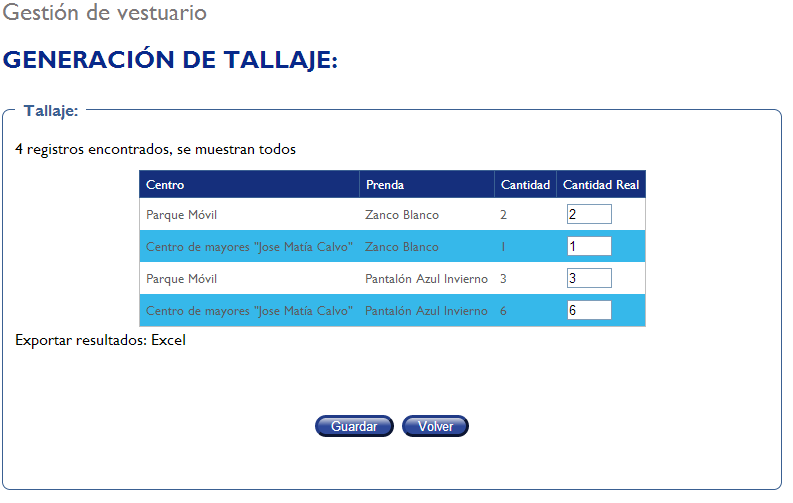 Gestión de vestuario
GENERACIÓN DE TALLAJE:
Tallaje:
4 registros encontrados, se muestran todos
Centro Prenda Cantidad Cantidad Real
Parque Móvil Zanco Blanco 2 2
Centro de mayores "Jose Matía Calvo" Zanco Blanco 1 1
Parque Móvil Pantalón Azul Invierno 3 3
Centro de mayores "Jose Matía Calvo" Pantalón Azul Invierno 6 6
Exportar resultados: Excel
Guardar Volver